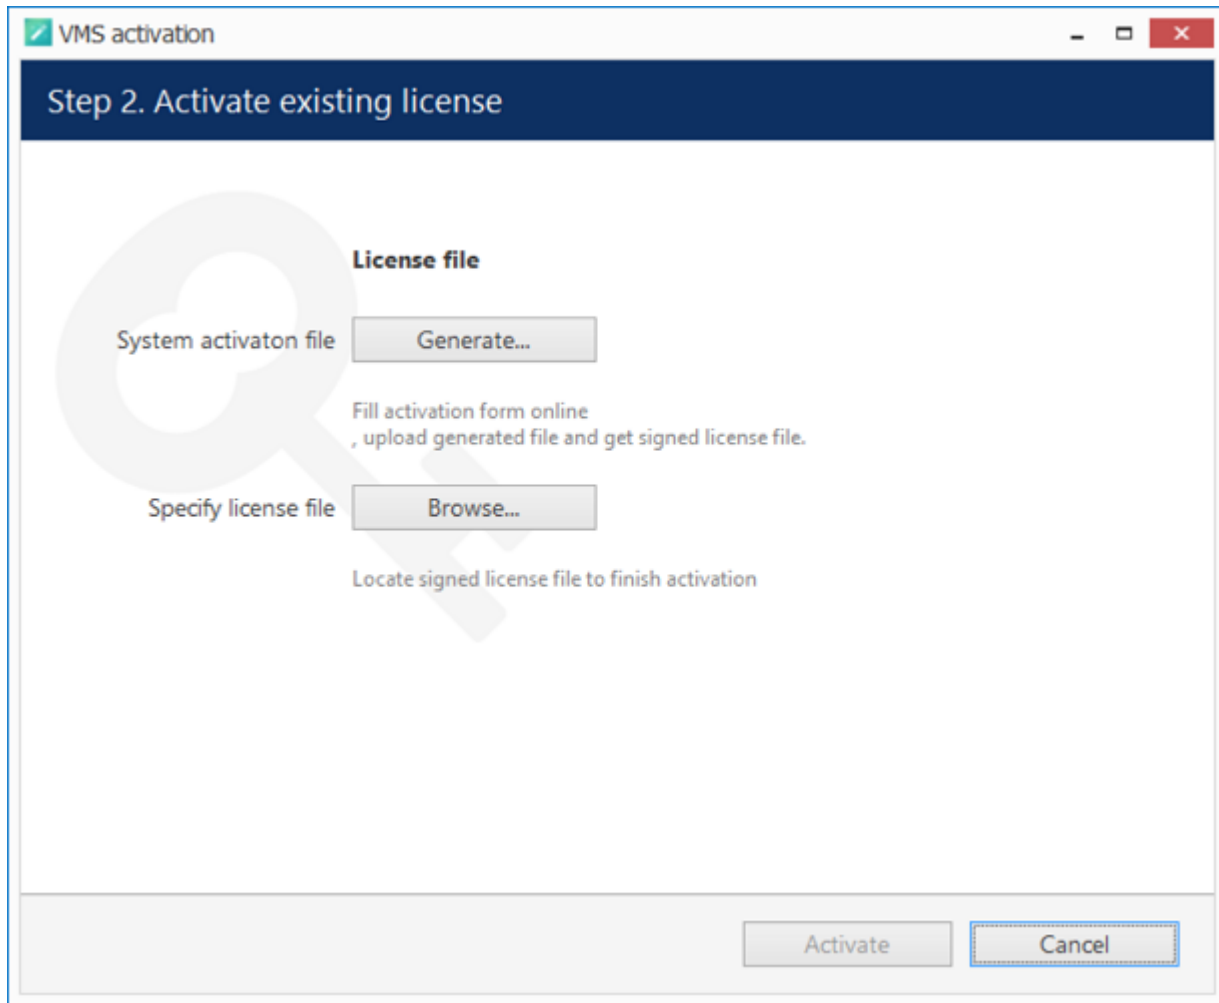 VMS activation
Step 2. Activate existing license
License file
System activaton file
Generate...
Fill activation form online
, upload generated file and get signed license file.
Specify license file
Browse...
Locate signed license file to finish activation
Activate
Cancel